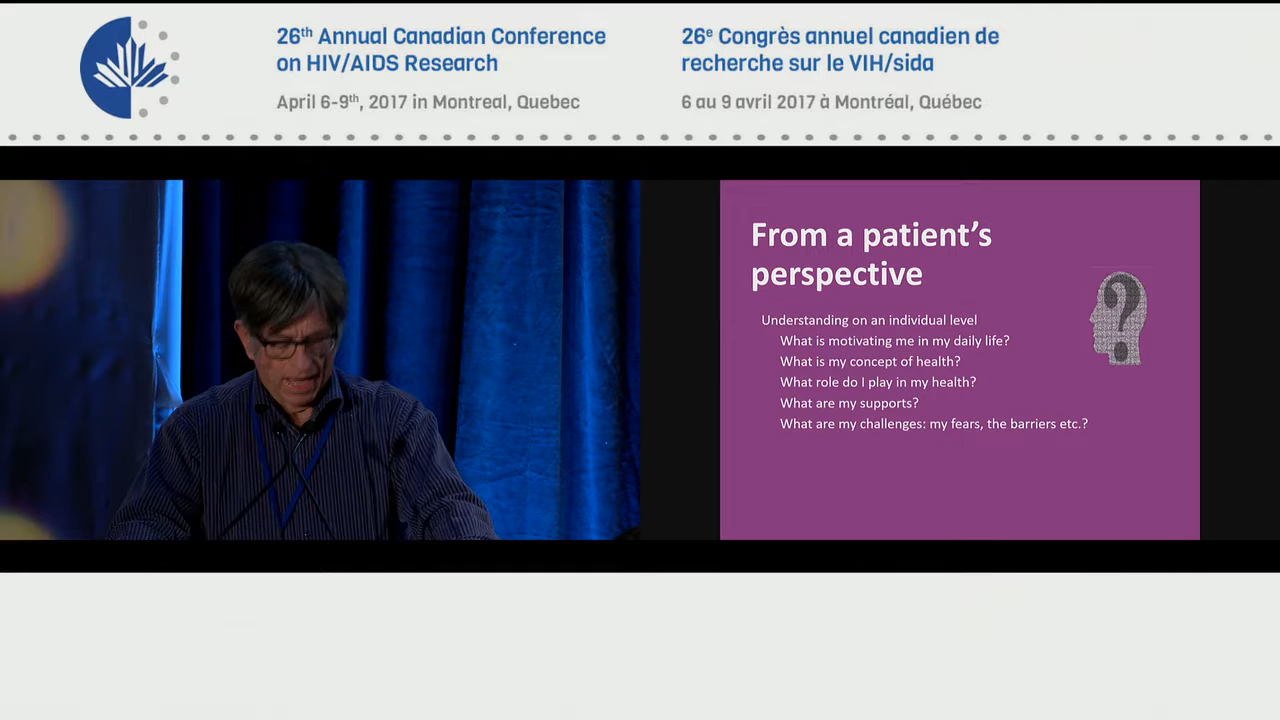 26th Annual Canadian Conference
on HIV/AIDS Research
April 6-9th, 2017 in Montreal, Quebec
26e Congrès annuel canadien de
recherche sur le VIH/sida
6 au 9 avril 2017 à Montréal, Québec
From a patient's
perspective
Understanding on an individual level
What is motivating me in my daily life?
What is my concept of health?
What role do I play in my health?
What are my supports?
What are my challenges: my fears, the barriers etc.?
?